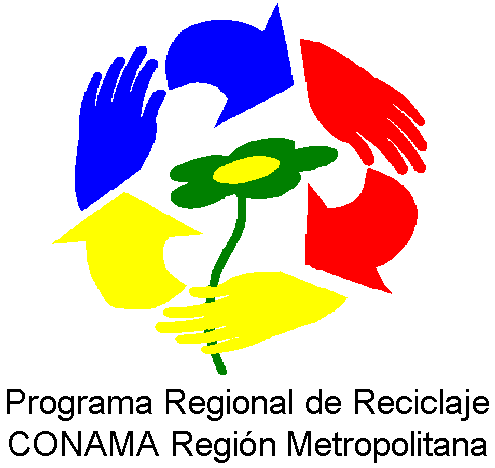 Programa Regional de Reciclaje
CONAMA Región Metropolitana